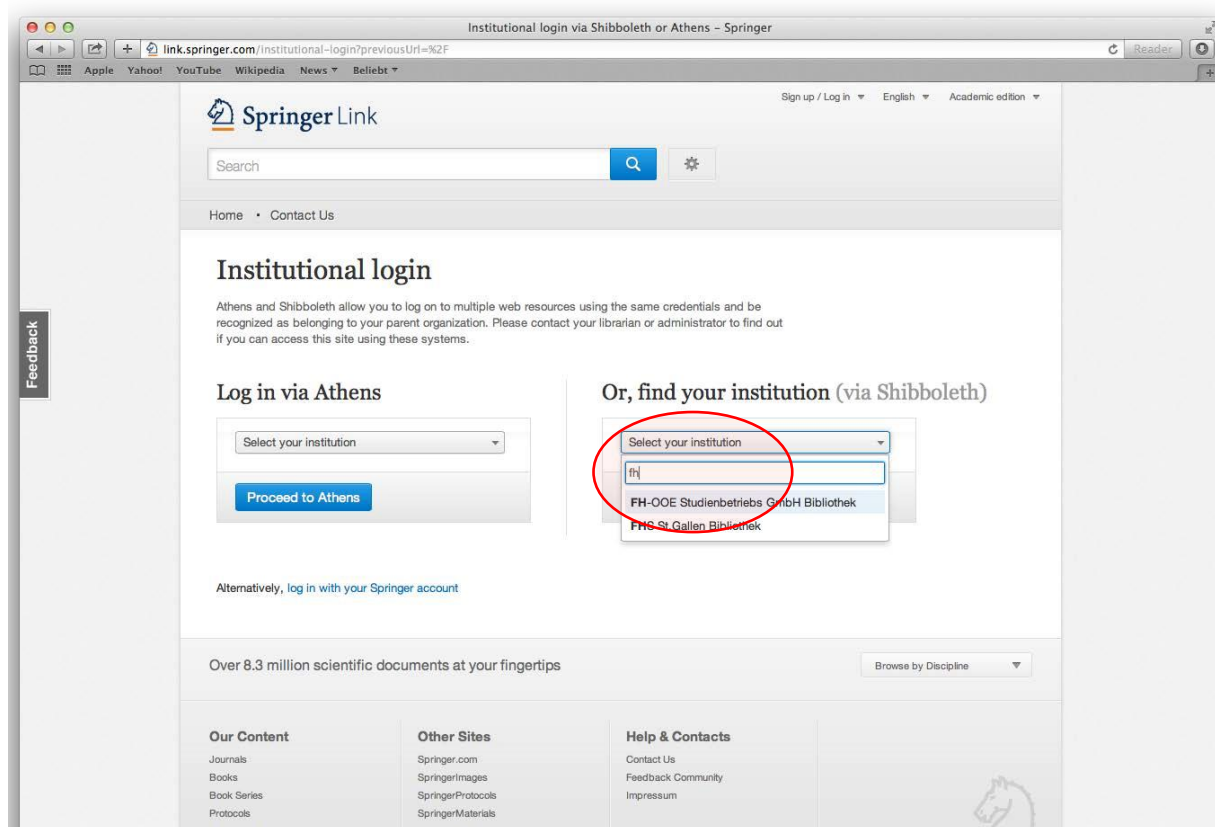 Institutional login via Shibboleth or Athens – Springer
link.springer.com/institutional-login?previousUrl=%2F
Reader
Apple Yahoo! YouTube Wikipedia News Beliebt
Sign up / Log in English Academic edition
Springer Link
Search
Home • Contact Us
Institutional login
Athens and Shibboleth allow you to log on to multiple web resources using the same credentials and be
recognized as belonging to your parent organization. Please contact your librarian or administrator to find out
if you can access this site using these systems.
Feedback
Log in via Athens
Select your institution
Proceed to Athens
Or, find your institution (via Shibboleth)
Select your institution
fh
FH-OOE Studienbetriebs GmbH Bibliothek
FHS St.Gallen Bibliothek
Alternatively, log in with your Springer account
Over 8.3 million scientific documents at your fingertips
Browse by Discipline
Our Content
Journals
Books
Book Series
Protocols
Other Sites
Springer.com
SpringerImages
SpringerProtocols
SpringerMaterials
Help & Contacts
Contact Us
Feedback Community
Impressum